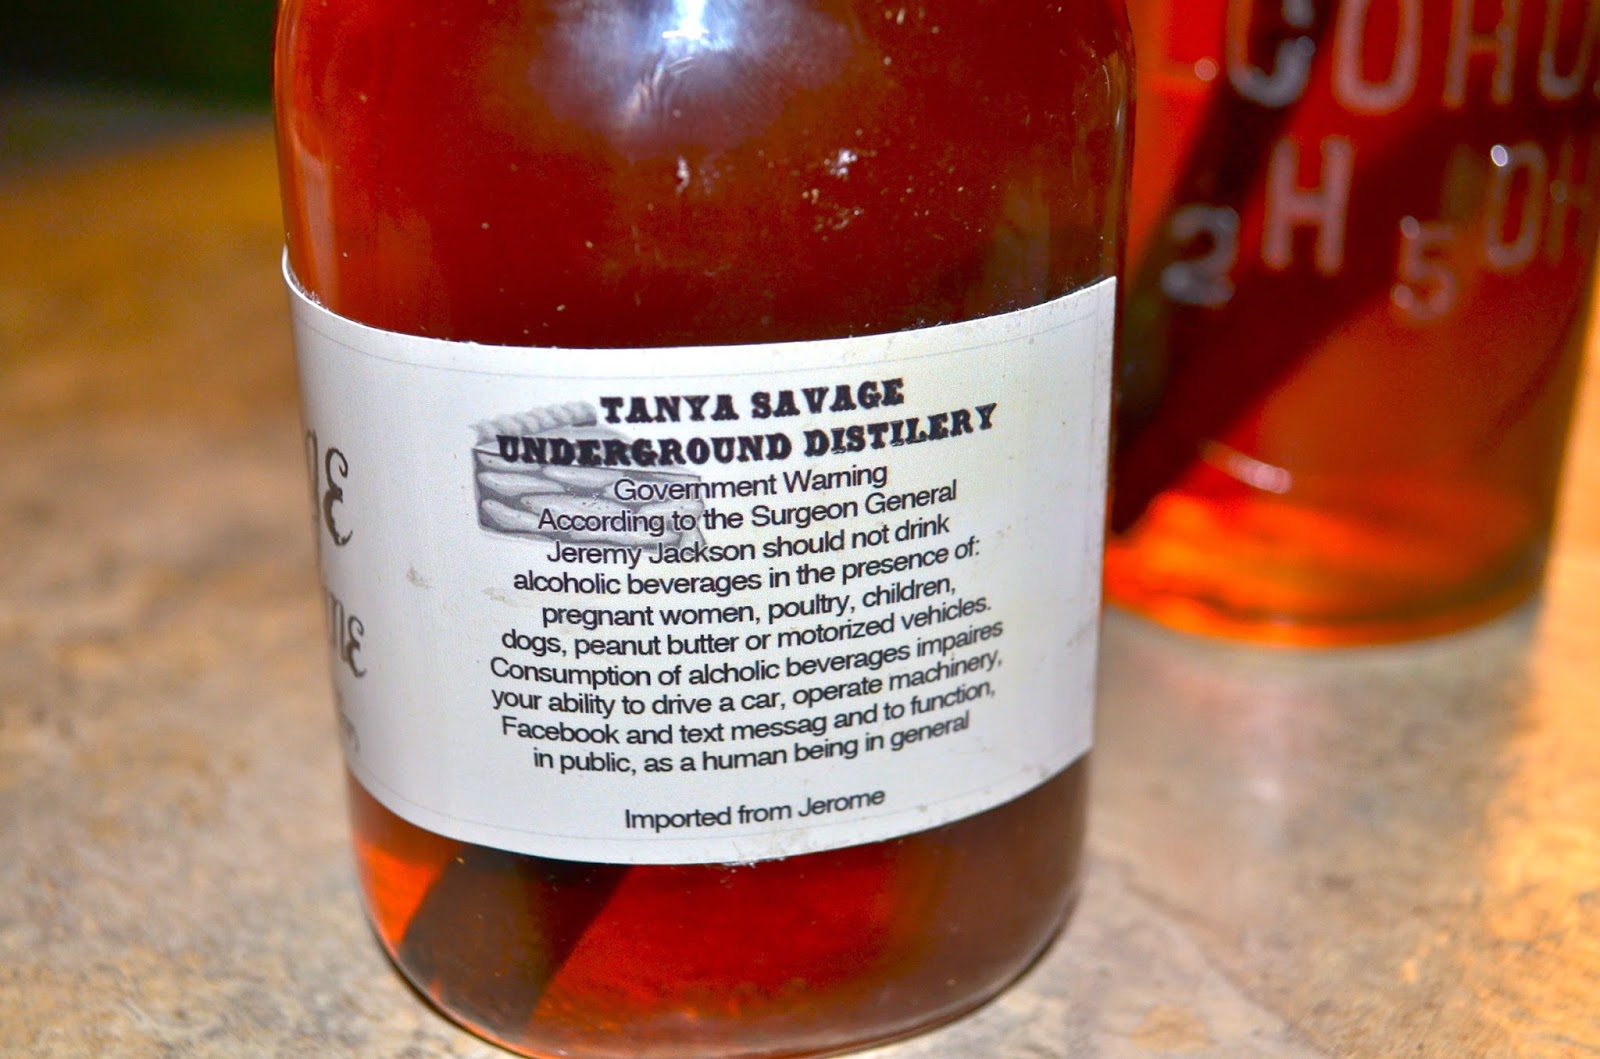 TANYA SAVAGE
UNDERGROUND DISTILERY
Government Warning
According to the Surgeon General
Jeremy Jackson should not drink
alcoholic beverages in the presence of:
pregnant women, poultry, children,
dogs, peanut butter or motorized vehicles.
Consumption of alcholic beverages impaires
your ability to drive a car, operate machinery,
Facebook and text messag and to function,
in public, as a human being in general
Imported from Jerome
2H5OH